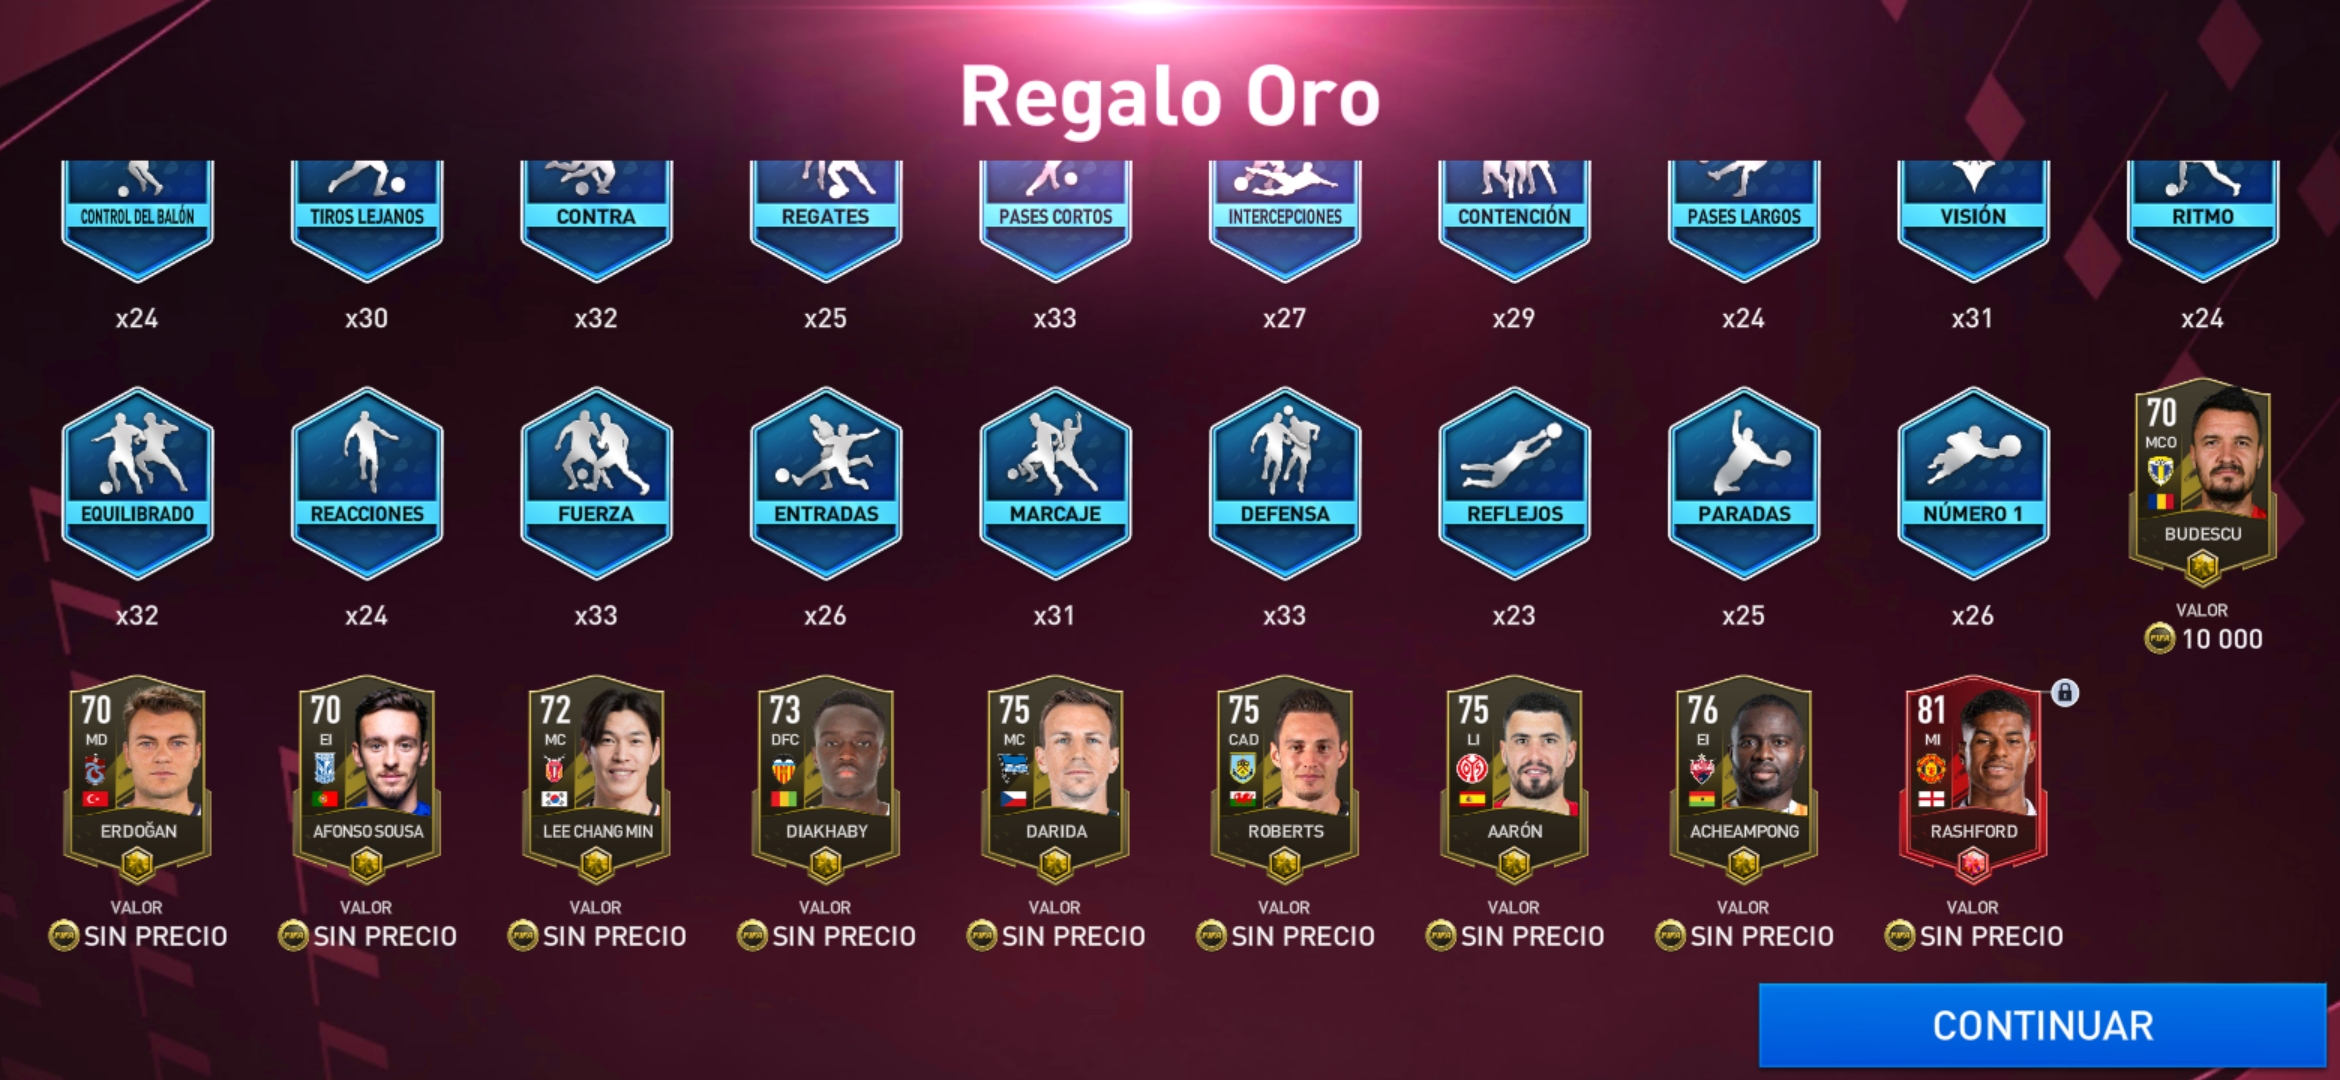 Regalo Oro
CONTROL DEL BALÓN TIROS LEJANOS CONTRA REGATES PASES CORTOS INTERCEPCIONES CONTENCIÓN PASES LARGOS VISIÓN RITMO
x24 x30 x32 x25 x33 x27 x29 x24 x31 x24
70
MCO
EQUILIBRADO REACCIONES FUERZA ENTRADAS MARCAJE DEFENSA REFLEJOS PARADAS NÚMERO 1
BUDESCU
x32 x24 x33 x26 x31 x33 x23 x25 x26
VALOR
10 000
70 70 72 73 75 75 75 76 81
MD EI MC DFC MC CAD LI EI MI
ERDOĞAN AFONSO SOUSA LEE CHANG MIN DIAKHABY DARIDA ROBERTS AARÓN ACHEAMPONG RASHFORD
VALOR VALOR VALOR VALOR VALOR VALOR VALOR VALOR VALOR
SIN PRECIO SIN PRECIO SIN PRECIO SIN PRECIO SIN PRECIO SIN PRECIO SIN PRECIO SIN PRECIO SIN PRECIO
CONTINUAR